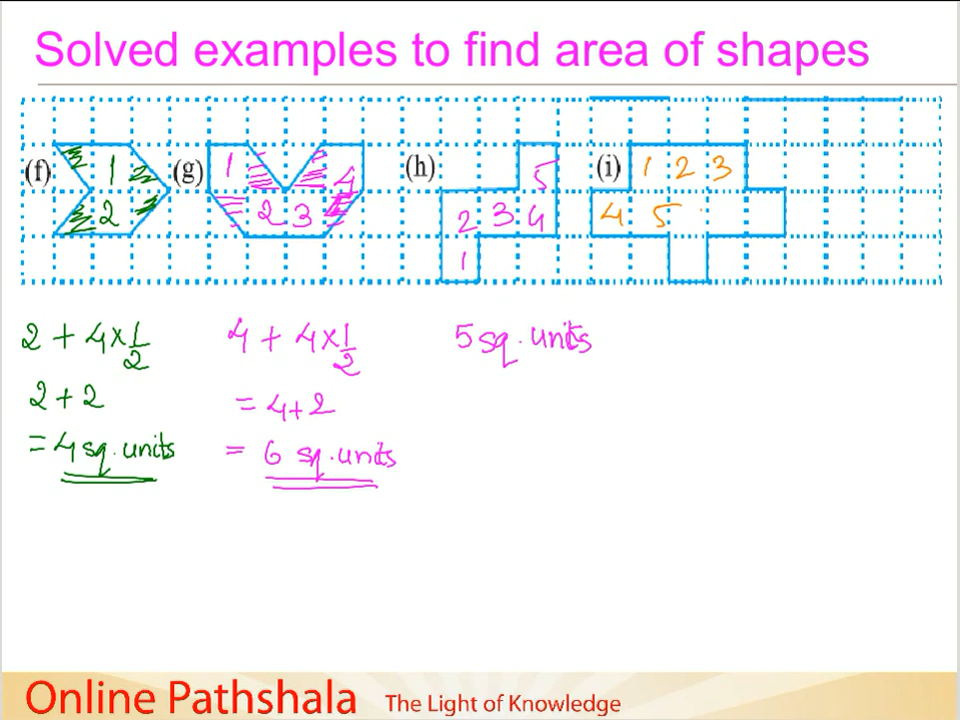 Solved examples to find area of shapes
(f) 1 (g) 1 4 (h) 5 (i) 1 2 3
2 2 3 2 3 4 4 5
1
2 + 4×1/2 4 + 4×1/2 5 sq. units
2 + 2 = 4+2
= 4 sq. units = 6 sq. units
Online Pathshala The Light of Knowledge